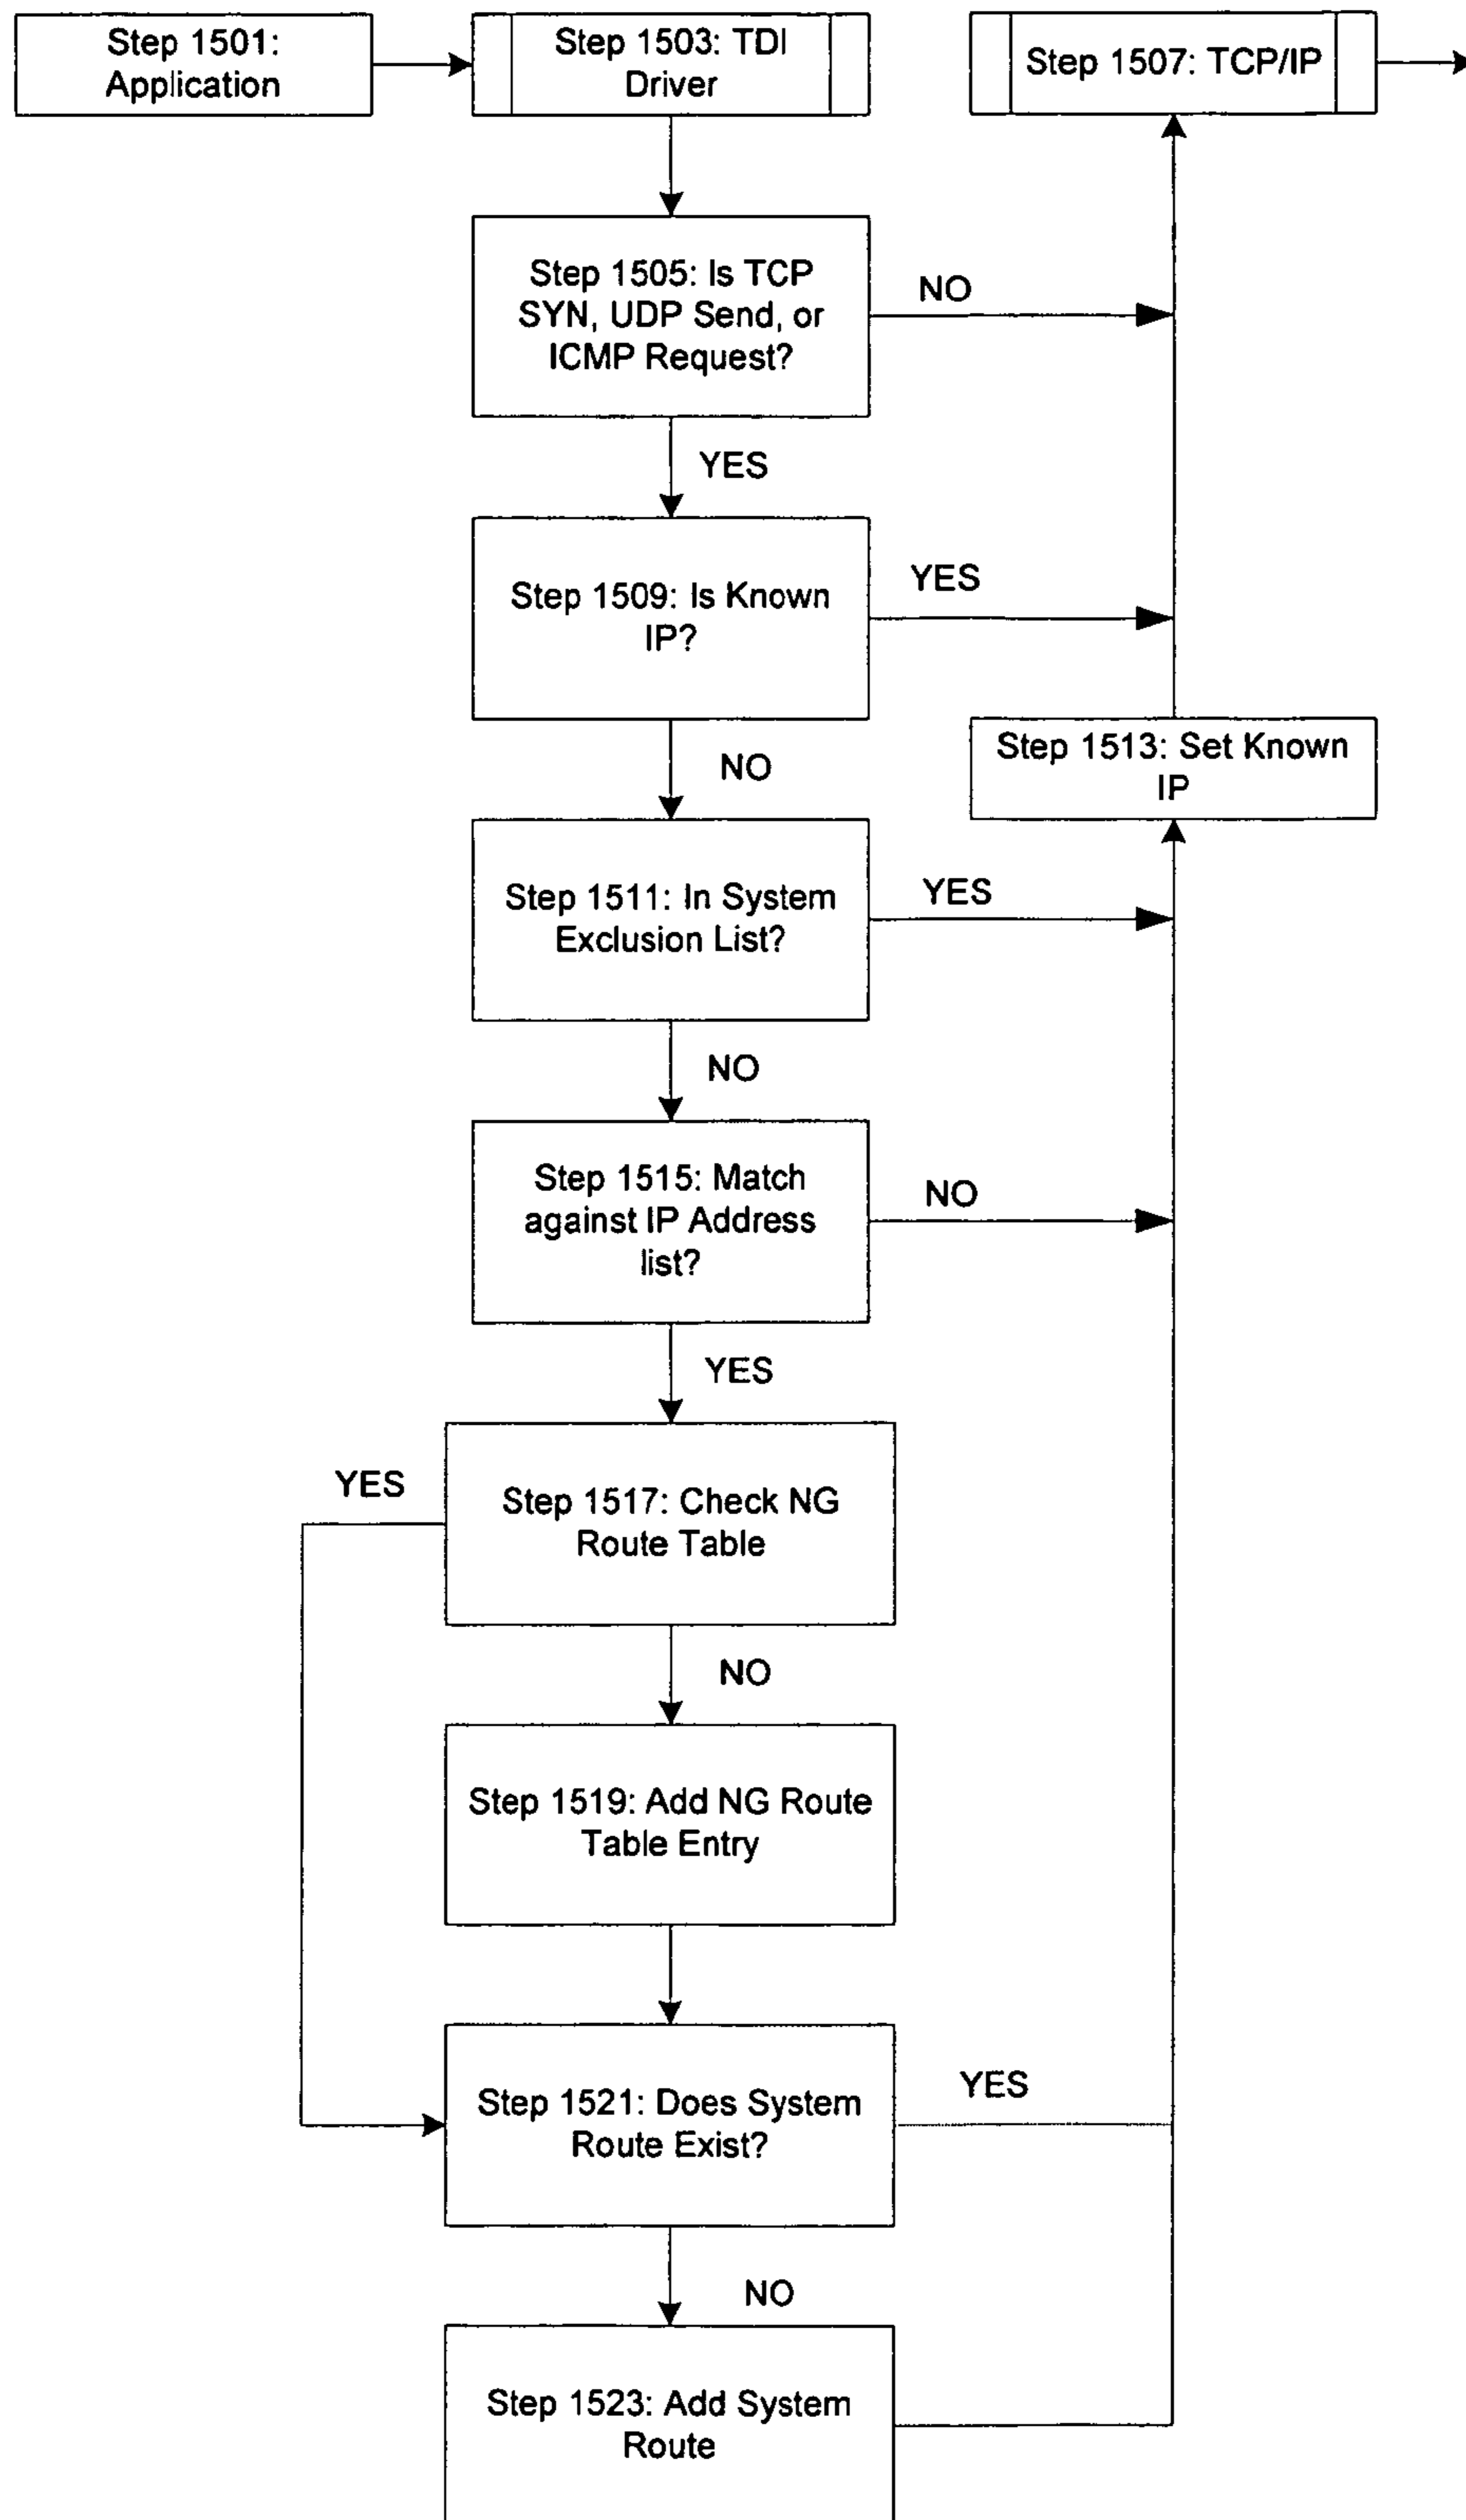 Step 1501:
Application
Step 1503: TDI
Driver
Step 1507: TCP/IP
Step 1505: Is TCP
SYN, UDP Send, or
ICMP Request?
NO
YES
Step 1509: Is Known
IP?
YES
NO
Step 1513: Set Known
IP
Step 1511: In System
Exclusion List?
YES
NO
Step 1515: Match
against IP Address
list?
NO
YES
Step 1517: Check NG
Route Table
YES
NO
Step 1519: Add NG Route
Table Entry
Step 1521: Does System
Route Exist?
YES
NO
Step 1523: Add System
Route